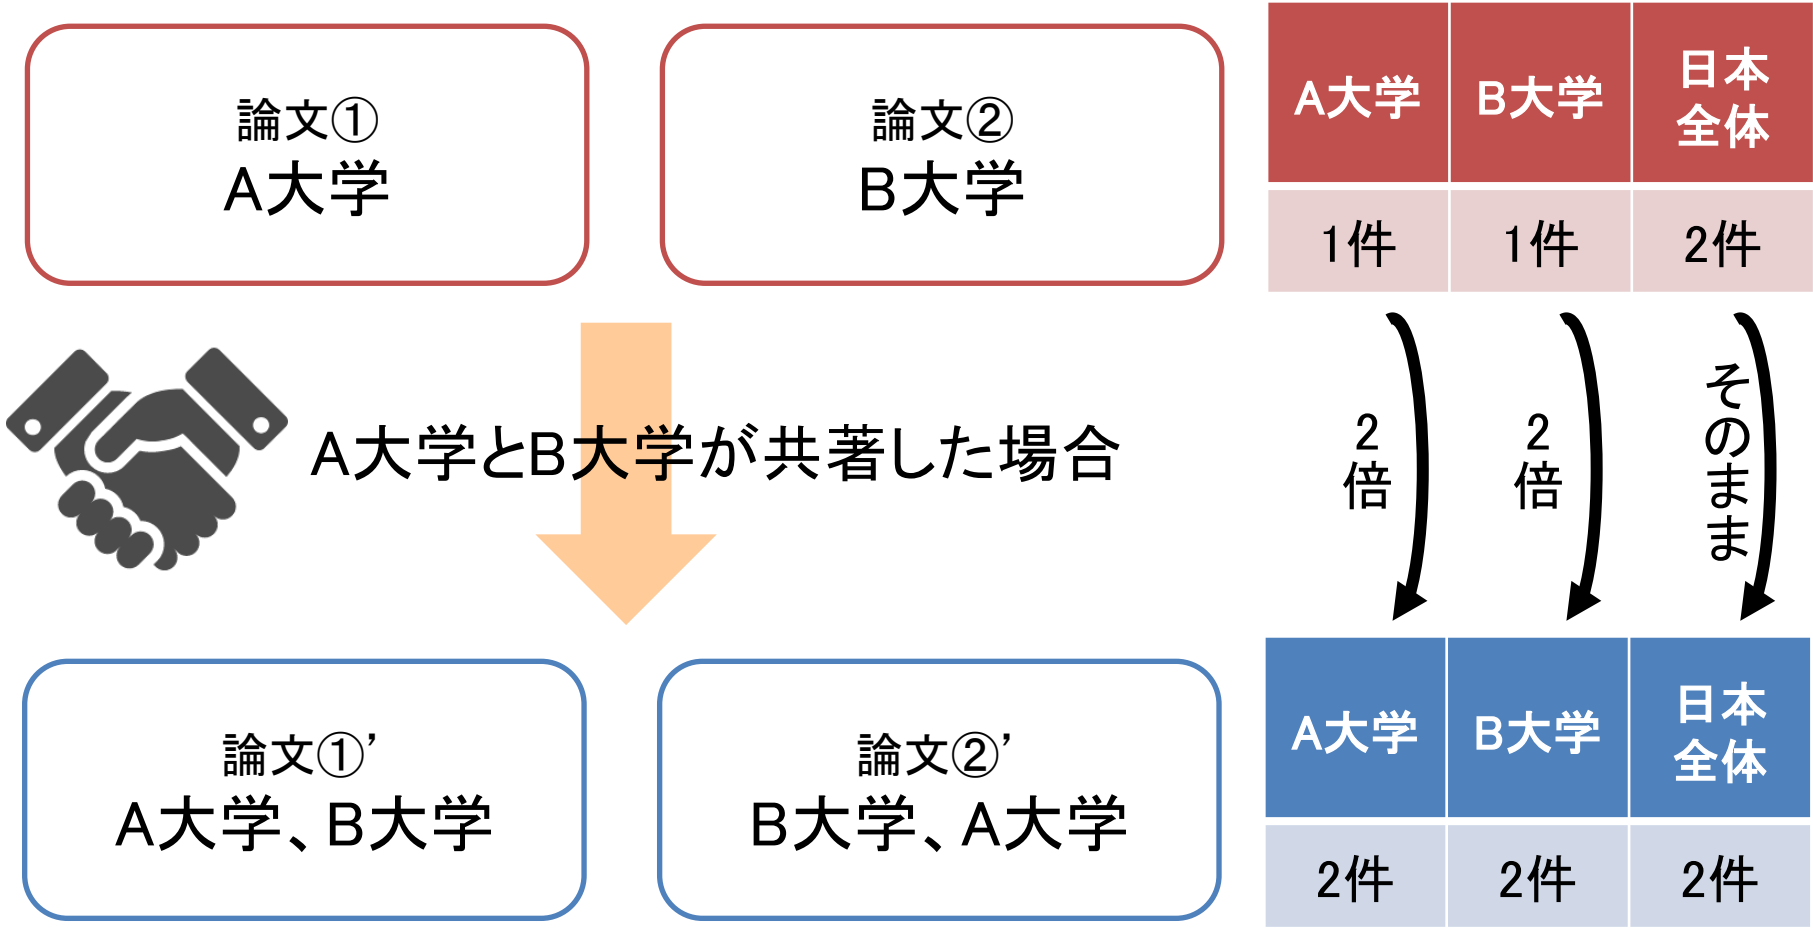 論文①
A大学
論文②
B大学
A大学
B大学
日本
全体
1件
1件
2件
A大学とB大学が共著した場合
2倍
2倍
そのまま
論文①’
A大学、B大学
論文②’
B大学、A大学
A大学
B大学
日本
全体
2件
2件
2件